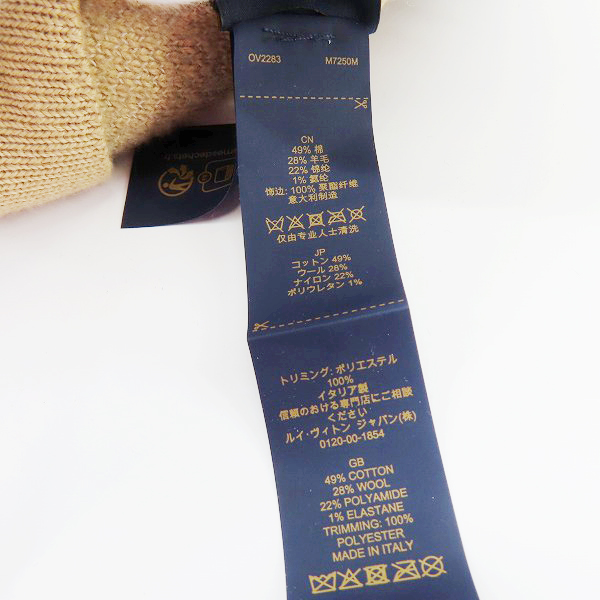 OV2283 M7250M
CN
49% 棉
28% 羊毛
22% 锦纶
1% 氨纶
饰边: 100% 聚酯纤维
意大利制造
仅由专业人士清洗
JP
コットン 49%
ウール 28%
ナイロン 22%
ポリウレタン 1%
トリミング: ポリエステル
100%
イタリア製
信頼のおける専門店にご相談
ください
ルイ・ヴィトン ジャパン(株)
0120-00-1854
GB
49% COTTON
28% WOOL
22% POLYAMIDE
1% ELASTANE
TRIMMING: 100%
POLYESTER
MADE IN ITALY